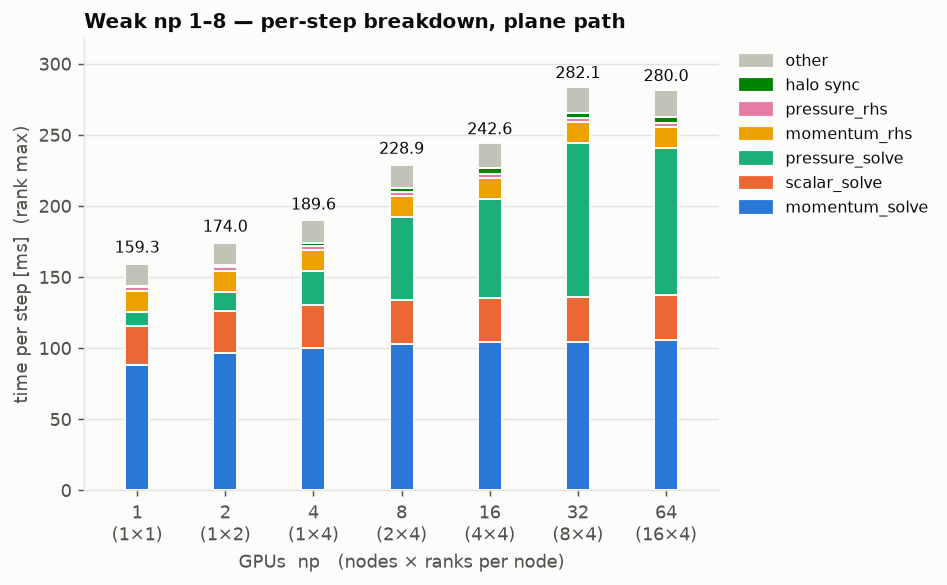 Weak np 1–8 — per-step breakdown, plane path
time per step [ms]  (rank max)
300
250
200
150
100
50
0
159.3
174.0
189.6
228.9
242.6
282.1
280.0
1
(1×1)
2
(1×2)
4
(1×4)
8
(2×4)
16
(4×4)
32
(8×4)
64
(16×4)
GPUs  np   (nodes × ranks per node)
other
halo sync
pressure_rhs
momentum_rhs
pressure_solve
scalar_solve
momentum_solve